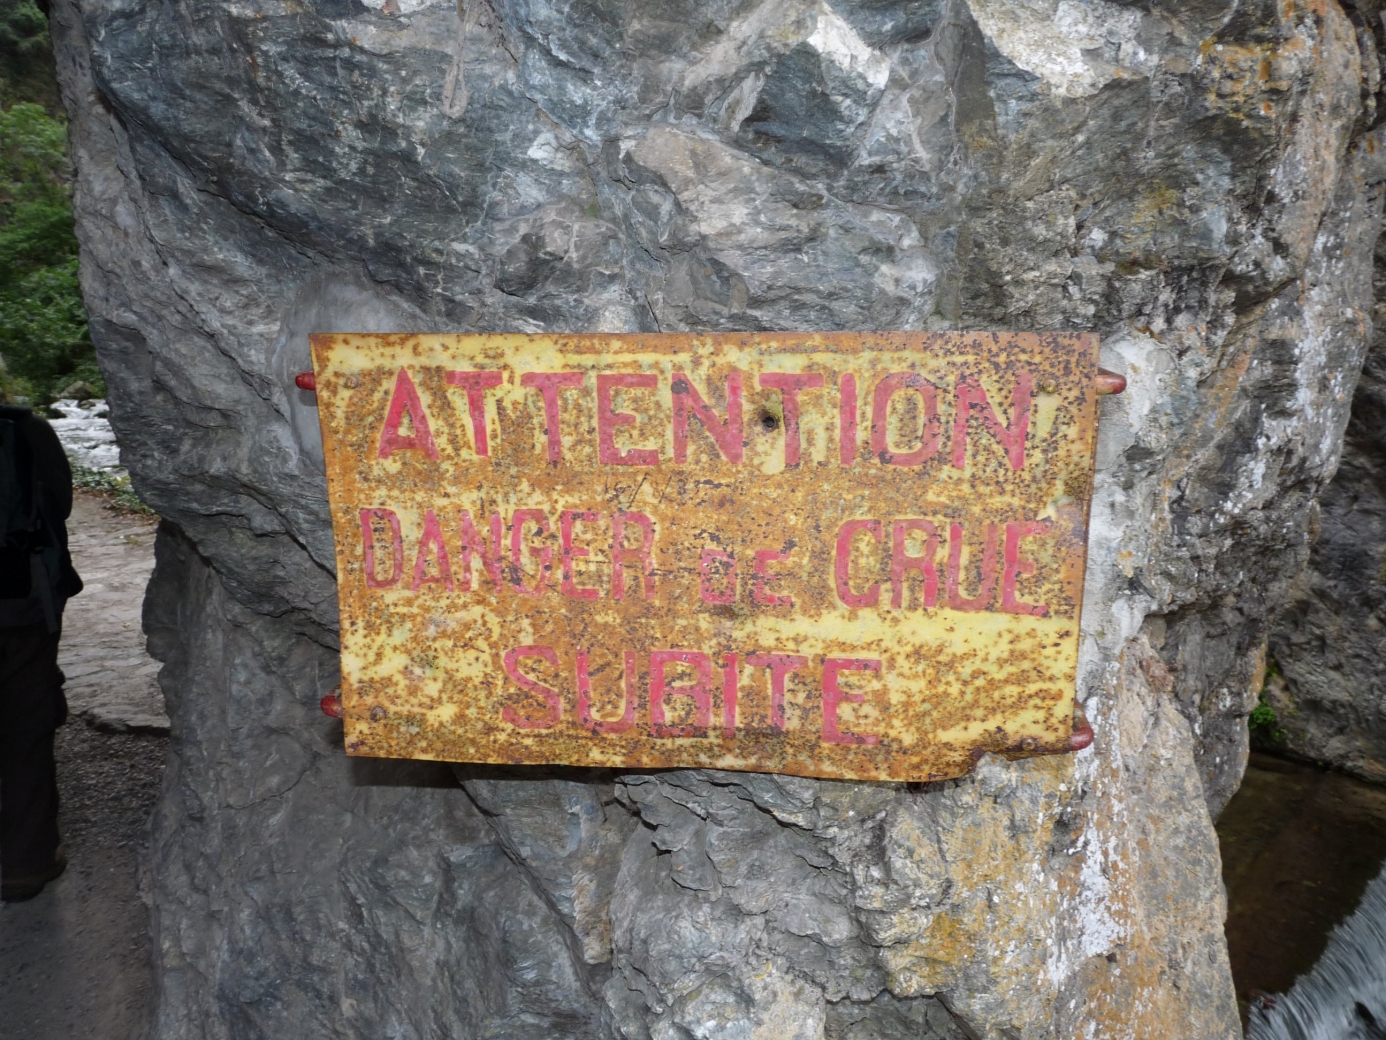 ATTENTION
DANGER DE CRUE
SUBITE